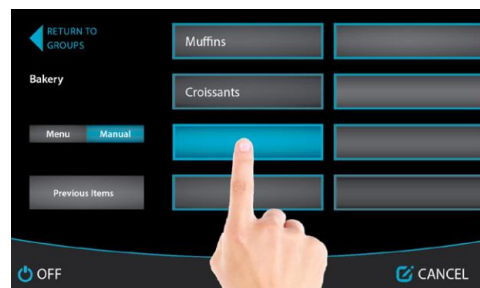 RETURN TO
GROUPS
Muffins
Bakery
Croissants
Menu
Manual
Previous Items
OFF
CANCEL